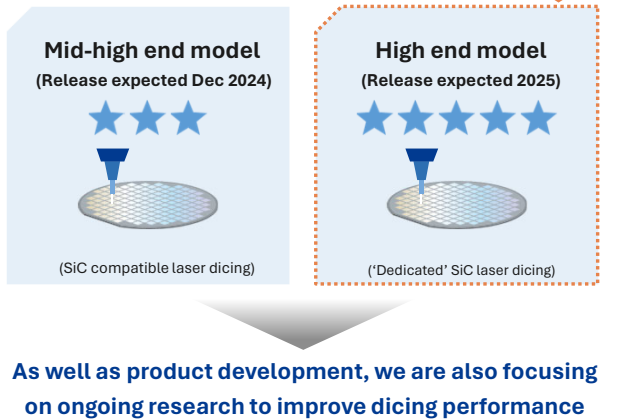 Mid-high end model
(Release expected Dec 2024)
(SiC compatible laser dicing)
High end model
(Release expected 2025)
(‘Dedicated’ SiC laser dicing)
As well as product development, we are also focusing
on ongoing research to improve dicing performance